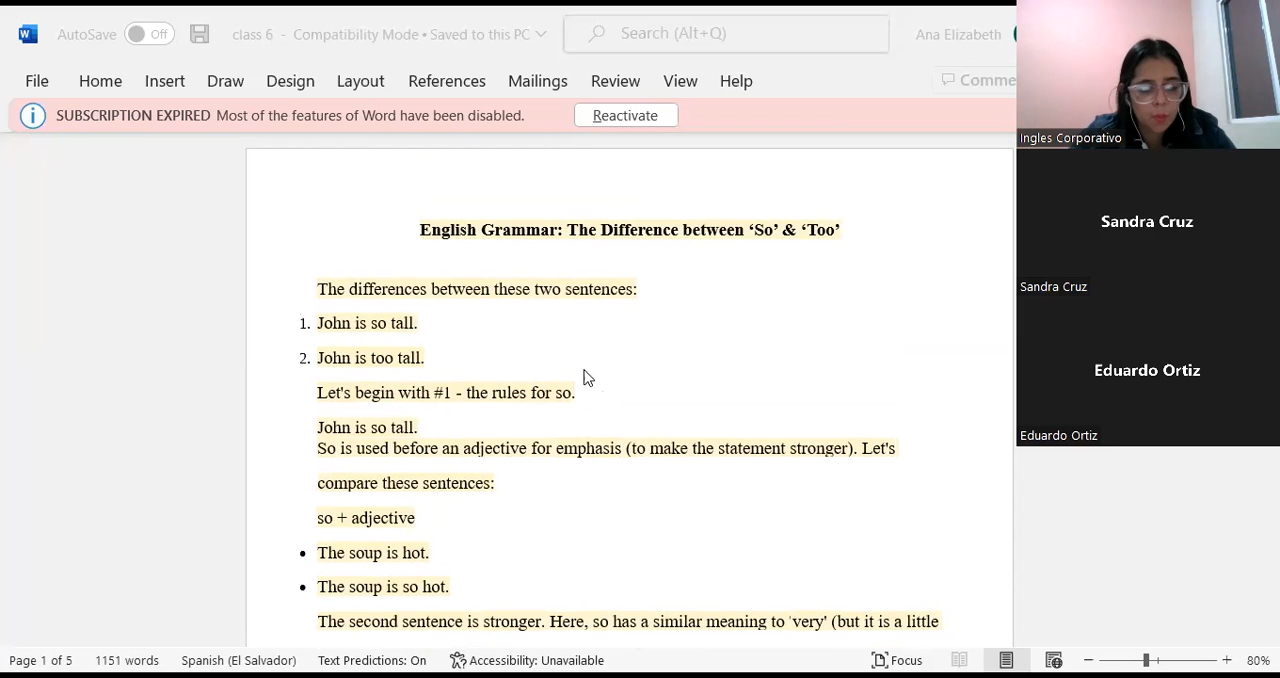 AutoSave Off class 6 - Compatibility Mode • Saved to this PC Search (Alt+Q) Ana Elizabeth
File Home Insert Draw Design Layout References Mailings Review View Help Comme
SUBSCRIPTION EXPIRED Most of the features of Word have been disabled. Reactivate
English Grammar: The Difference between ‘So’ & ‘Too’
The differences between these two sentences:
1. John is so tall.
2. John is too tall.
Let's begin with #1 - the rules for so.
John is so tall.
So is used before an adjective for emphasis (to make the statement stronger). Let's
compare these sentences:
so + adjective
• The soup is hot.
• The soup is so hot.
The second sentence is stronger. Here, so has a similar meaning to 'very' (but it is a little
Page 1 of 5 1151 words Spanish (El Salvador) Text Predictions: On Accessibility: Unavailable Focus 80%
Ingles Corporativo
Sandra Cruz
Sandra Cruz
Eduardo Ortiz
Eduardo Ortiz